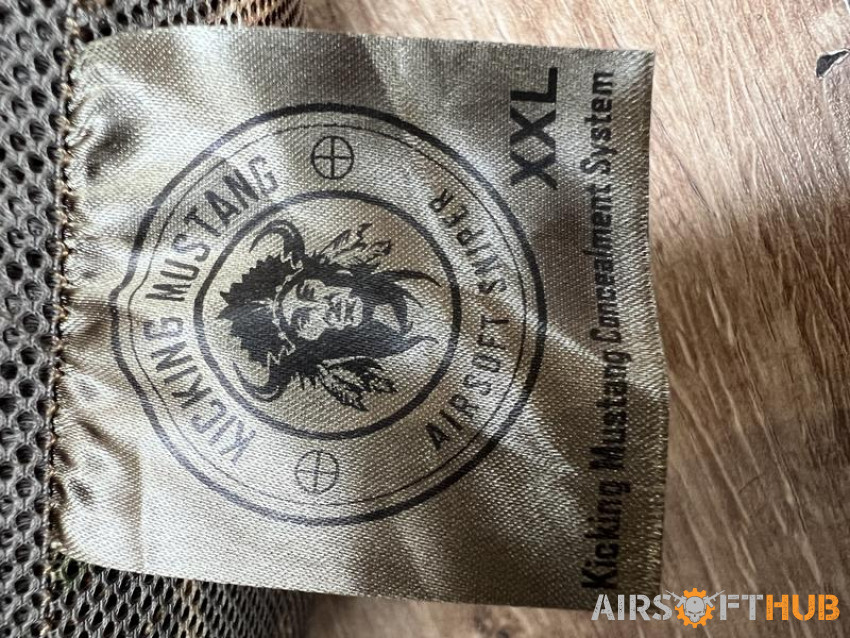 KICKING MUSTANG
AIRSOFT SNIPER
XXL
Kicking Mustang Concealment System
AIRSOFTHUB